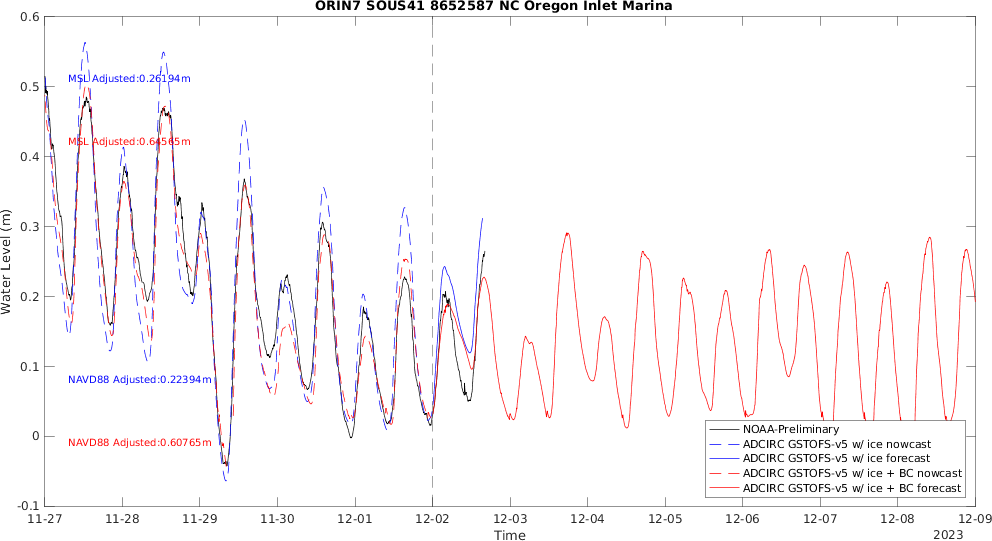 ORIN7 SOUS41 8652587 NC Oregon Inlet Marina
0.6
0.5
0.4
0.3
0.2
0.1
0
-0.1
Water Level (m)
MSL Adjusted:0.26194m
MSL Adjusted:0.64565m
NAVD88 Adjusted:0.22394m
NAVD88 Adjusted:0.60765m
NOAA-Preliminary
ADCIRC GSTOFS-v5 w/ ice nowcast
ADCIRC GSTOFS-v5 w/ ice forecast
ADCIRC GSTOFS-v5 w/ ice + BC nowcast
ADCIRC GSTOFS-v5 w/ ice + BC forecast
11-27 11-28 11-29 11-30 12-01 12-02 12-03 12-04 12-05 12-06 12-07 12-08 12-09
Time
2023